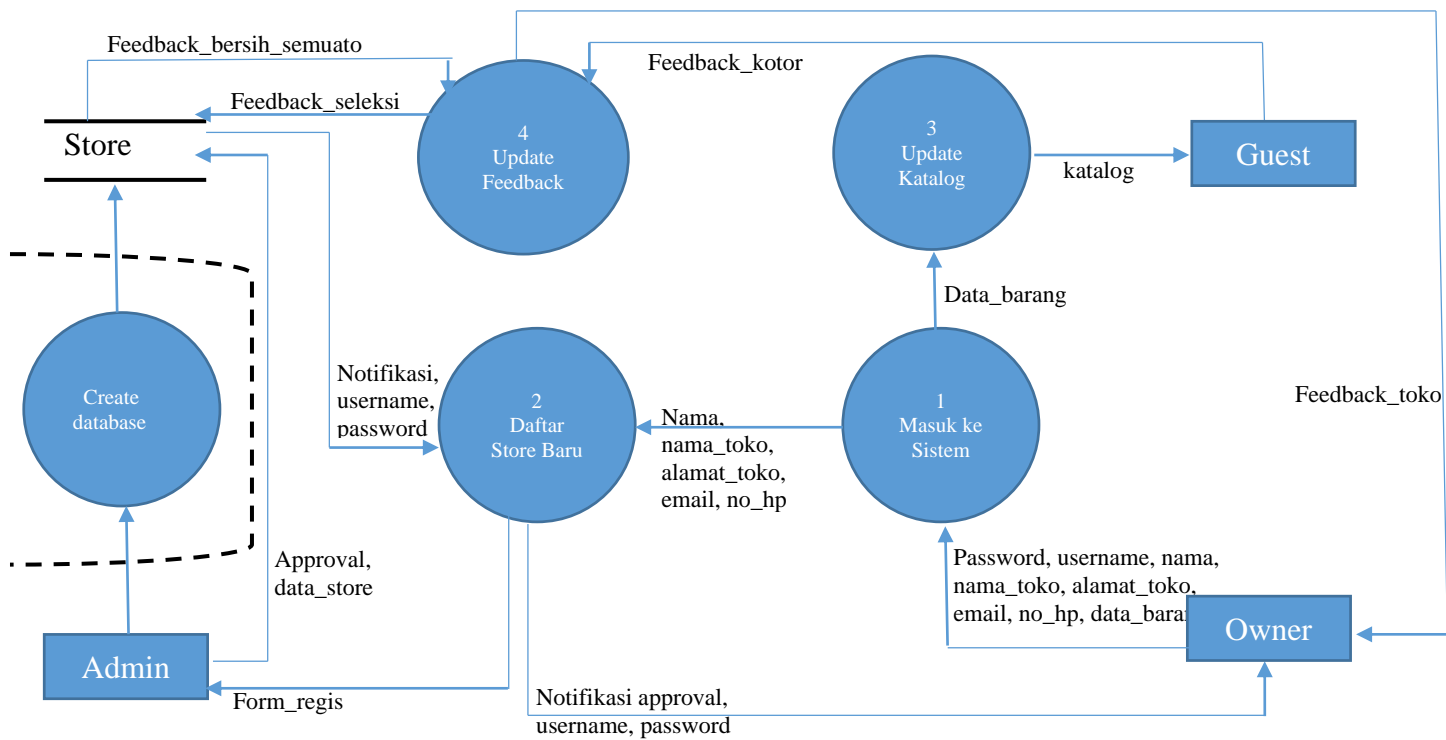 Feedback_bersih_semuato
Feedback_kotor
Feedback_seleksi
Store
4
Update
Feedback
3
Update
Katalog
katalog
Guest
Data_barang
Create
database
Notifikasi,
username,
password
2
Daftar
Store Baru
Nama,
nama_toko,
alamat_toko,
email, no_hp
1
Masuk ke
Sistem
Feedback_toko
Approval,
data_store
Password, username, nama,
nama_toko, alamat_toko,
email, no_hp, data_baran
Owner
Admin
Form_regis
Notifikasi approval,
username, password